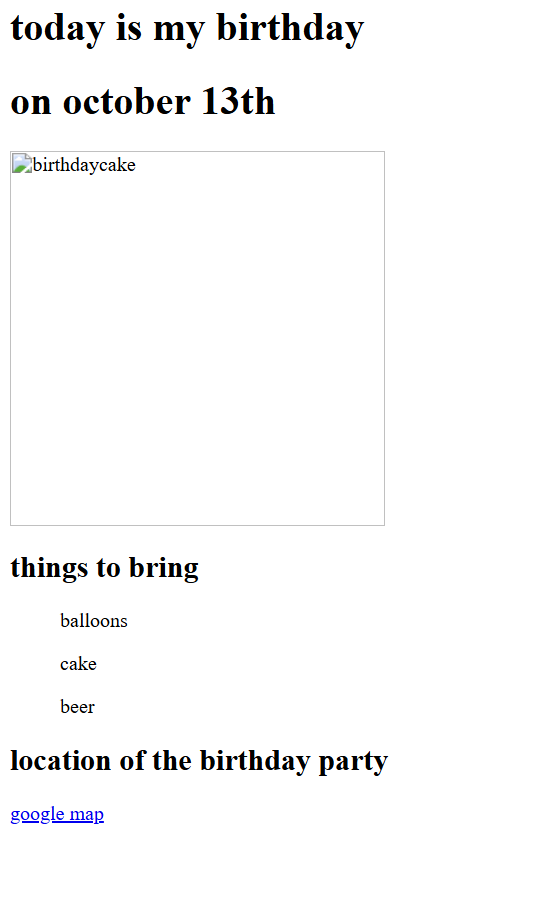 today is my birthday
on october 13th
birthdaycake
things to bring
balloons
cake
beer
location of the birthday party
google map